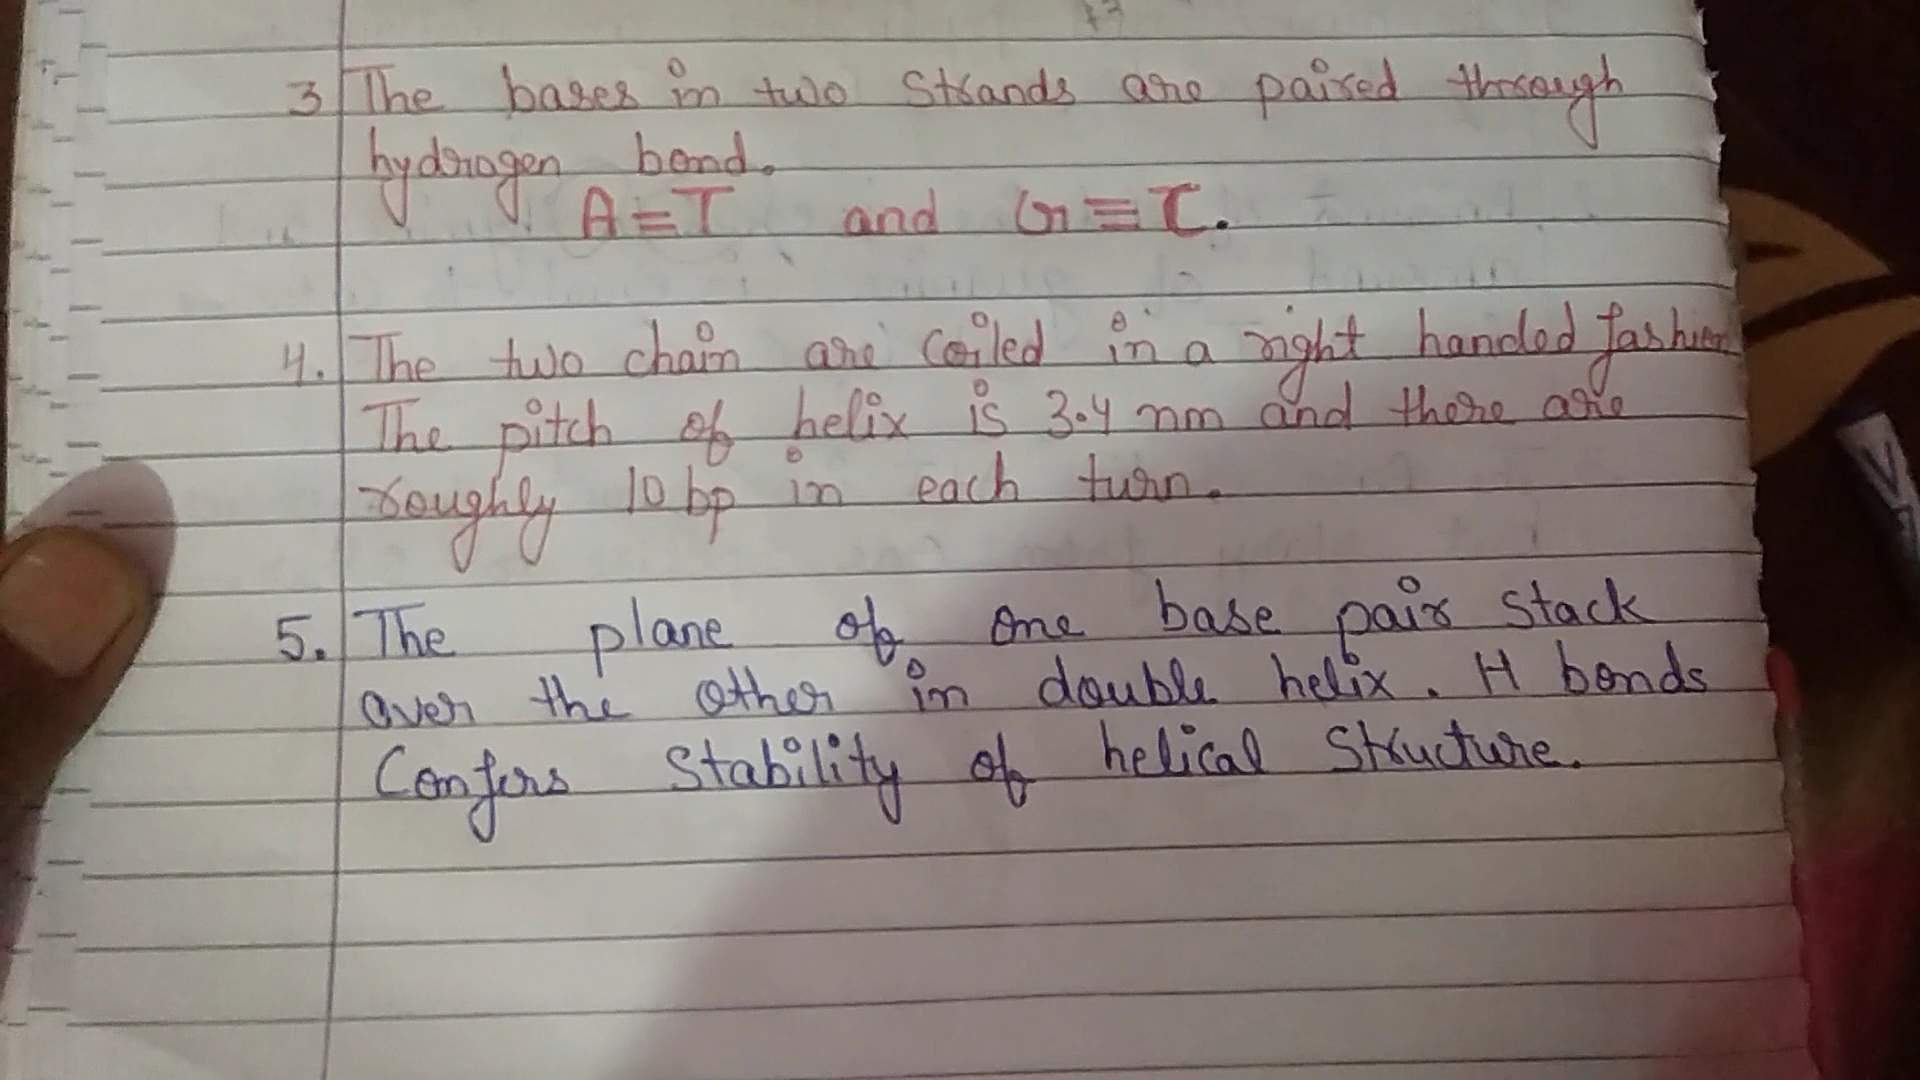 3 The bases in two strands are paired through
hydrogen bond.
A=T and G≡C.
4. The two chain are coiled in a right handed fashion
The pitch of helix is 3.4 nm and there are
roughly 10 bp in each turn.
5. The plane of one base pair stack
over the other in double helix. H bonds
Confers stability of helical structure.